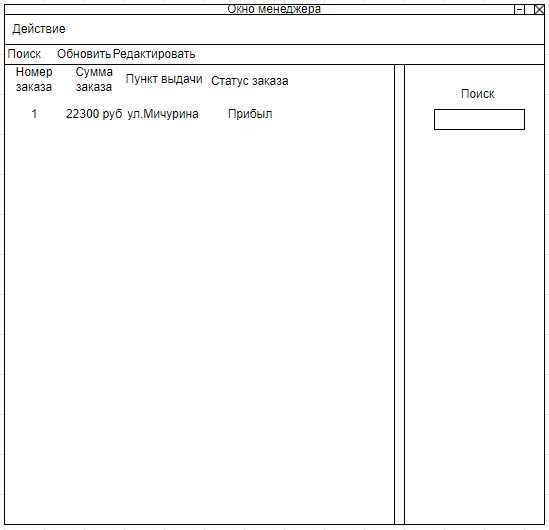 Окно менеджера
Действие
Поиск Обновить Редактировать
Номер заказа Сумма заказа Пункт выдачи Статус заказа
Поиск
1 22300 руб ул.Мичурина Прибыл